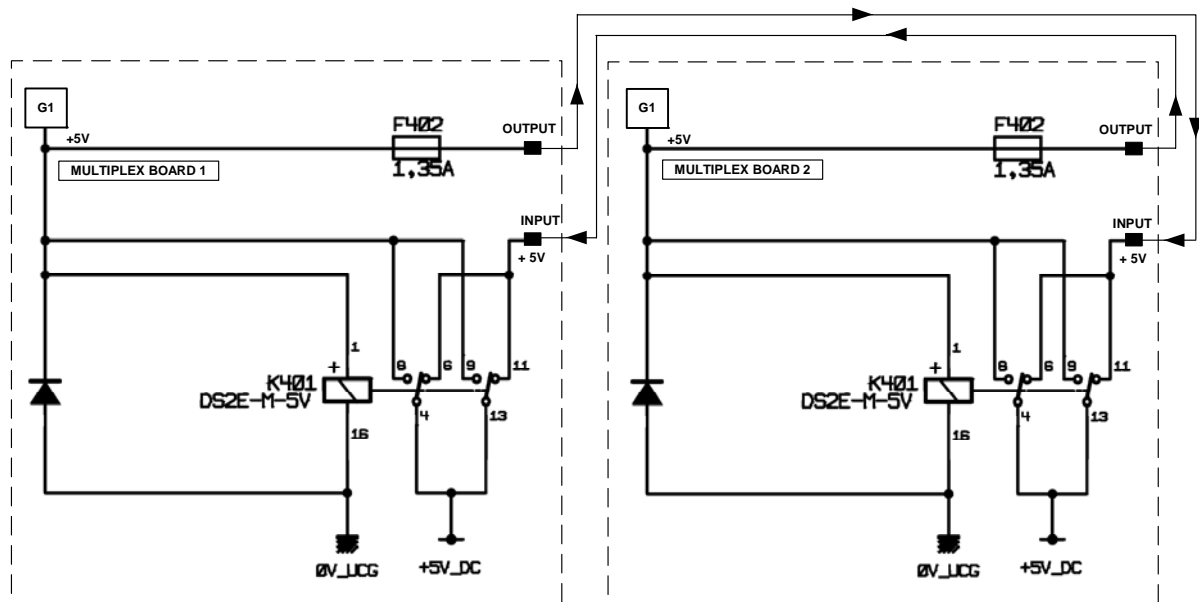 G1
+5V
F402
1,35A
OUTPUT
MULTIPLEX BOARD 1
INPUT
+ 5V
1
+
K401
DS2E-M-5V
16
8
6
9
11
4
13
0V_UCG
+5V_DC
G1
+5V
F402
1,35A
OUTPUT
MULTIPLEX BOARD 2
INPUT
+ 5V
1
+
K401
DS2E-M-5V
16
8
6
9
11
4
13
0V_UCG
+5V_DC